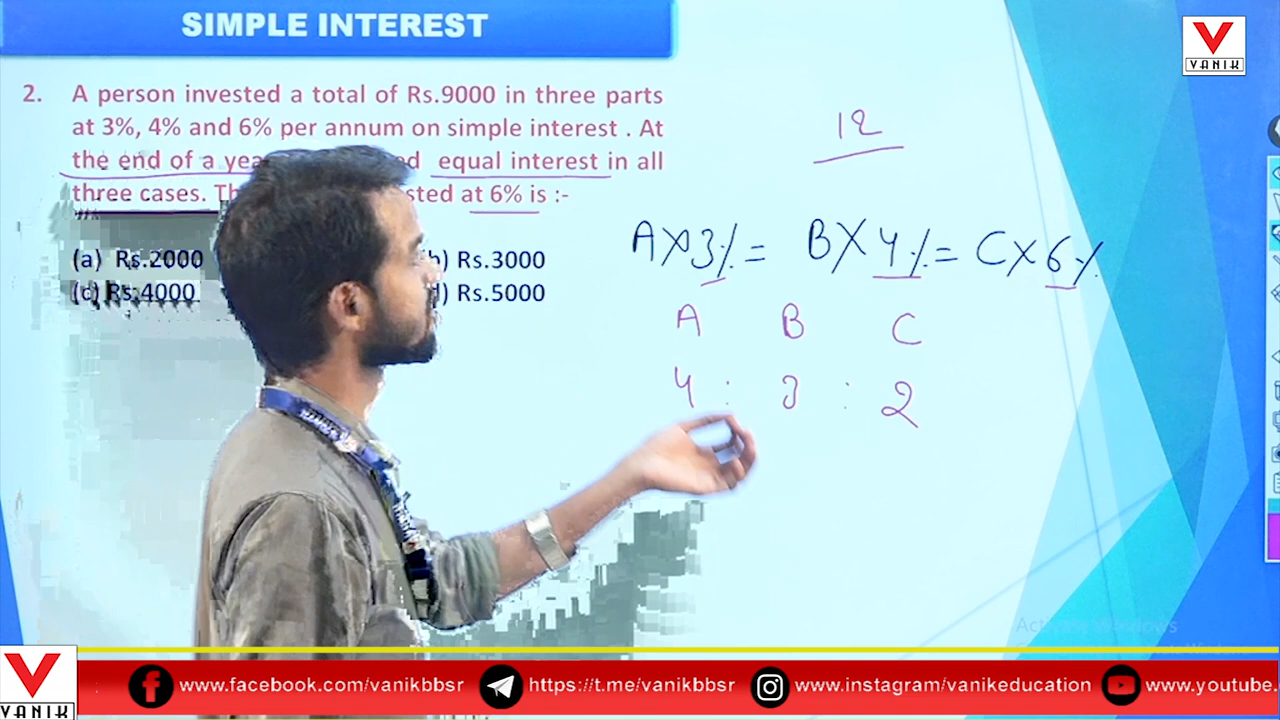 SIMPLE INTEREST
VANIK
2. A person invested a total of Rs.9000 in three parts
at 3%, 4% and 6% per annum on simple interest . At
the end of a equal interest in all
three cases. at 6% is :-
(a) Rs.2000
Rs.3000
(c) Rs.4000
Rs.5000
12
A×3% = B×4% = C×6%
A B C
4 : 3 : 2
Activate Windows
VANIK
www.facebook.com/vanikbbsr
https://t.me/vanikbbsr
www.instagram/vanikeducation
www.youtube.